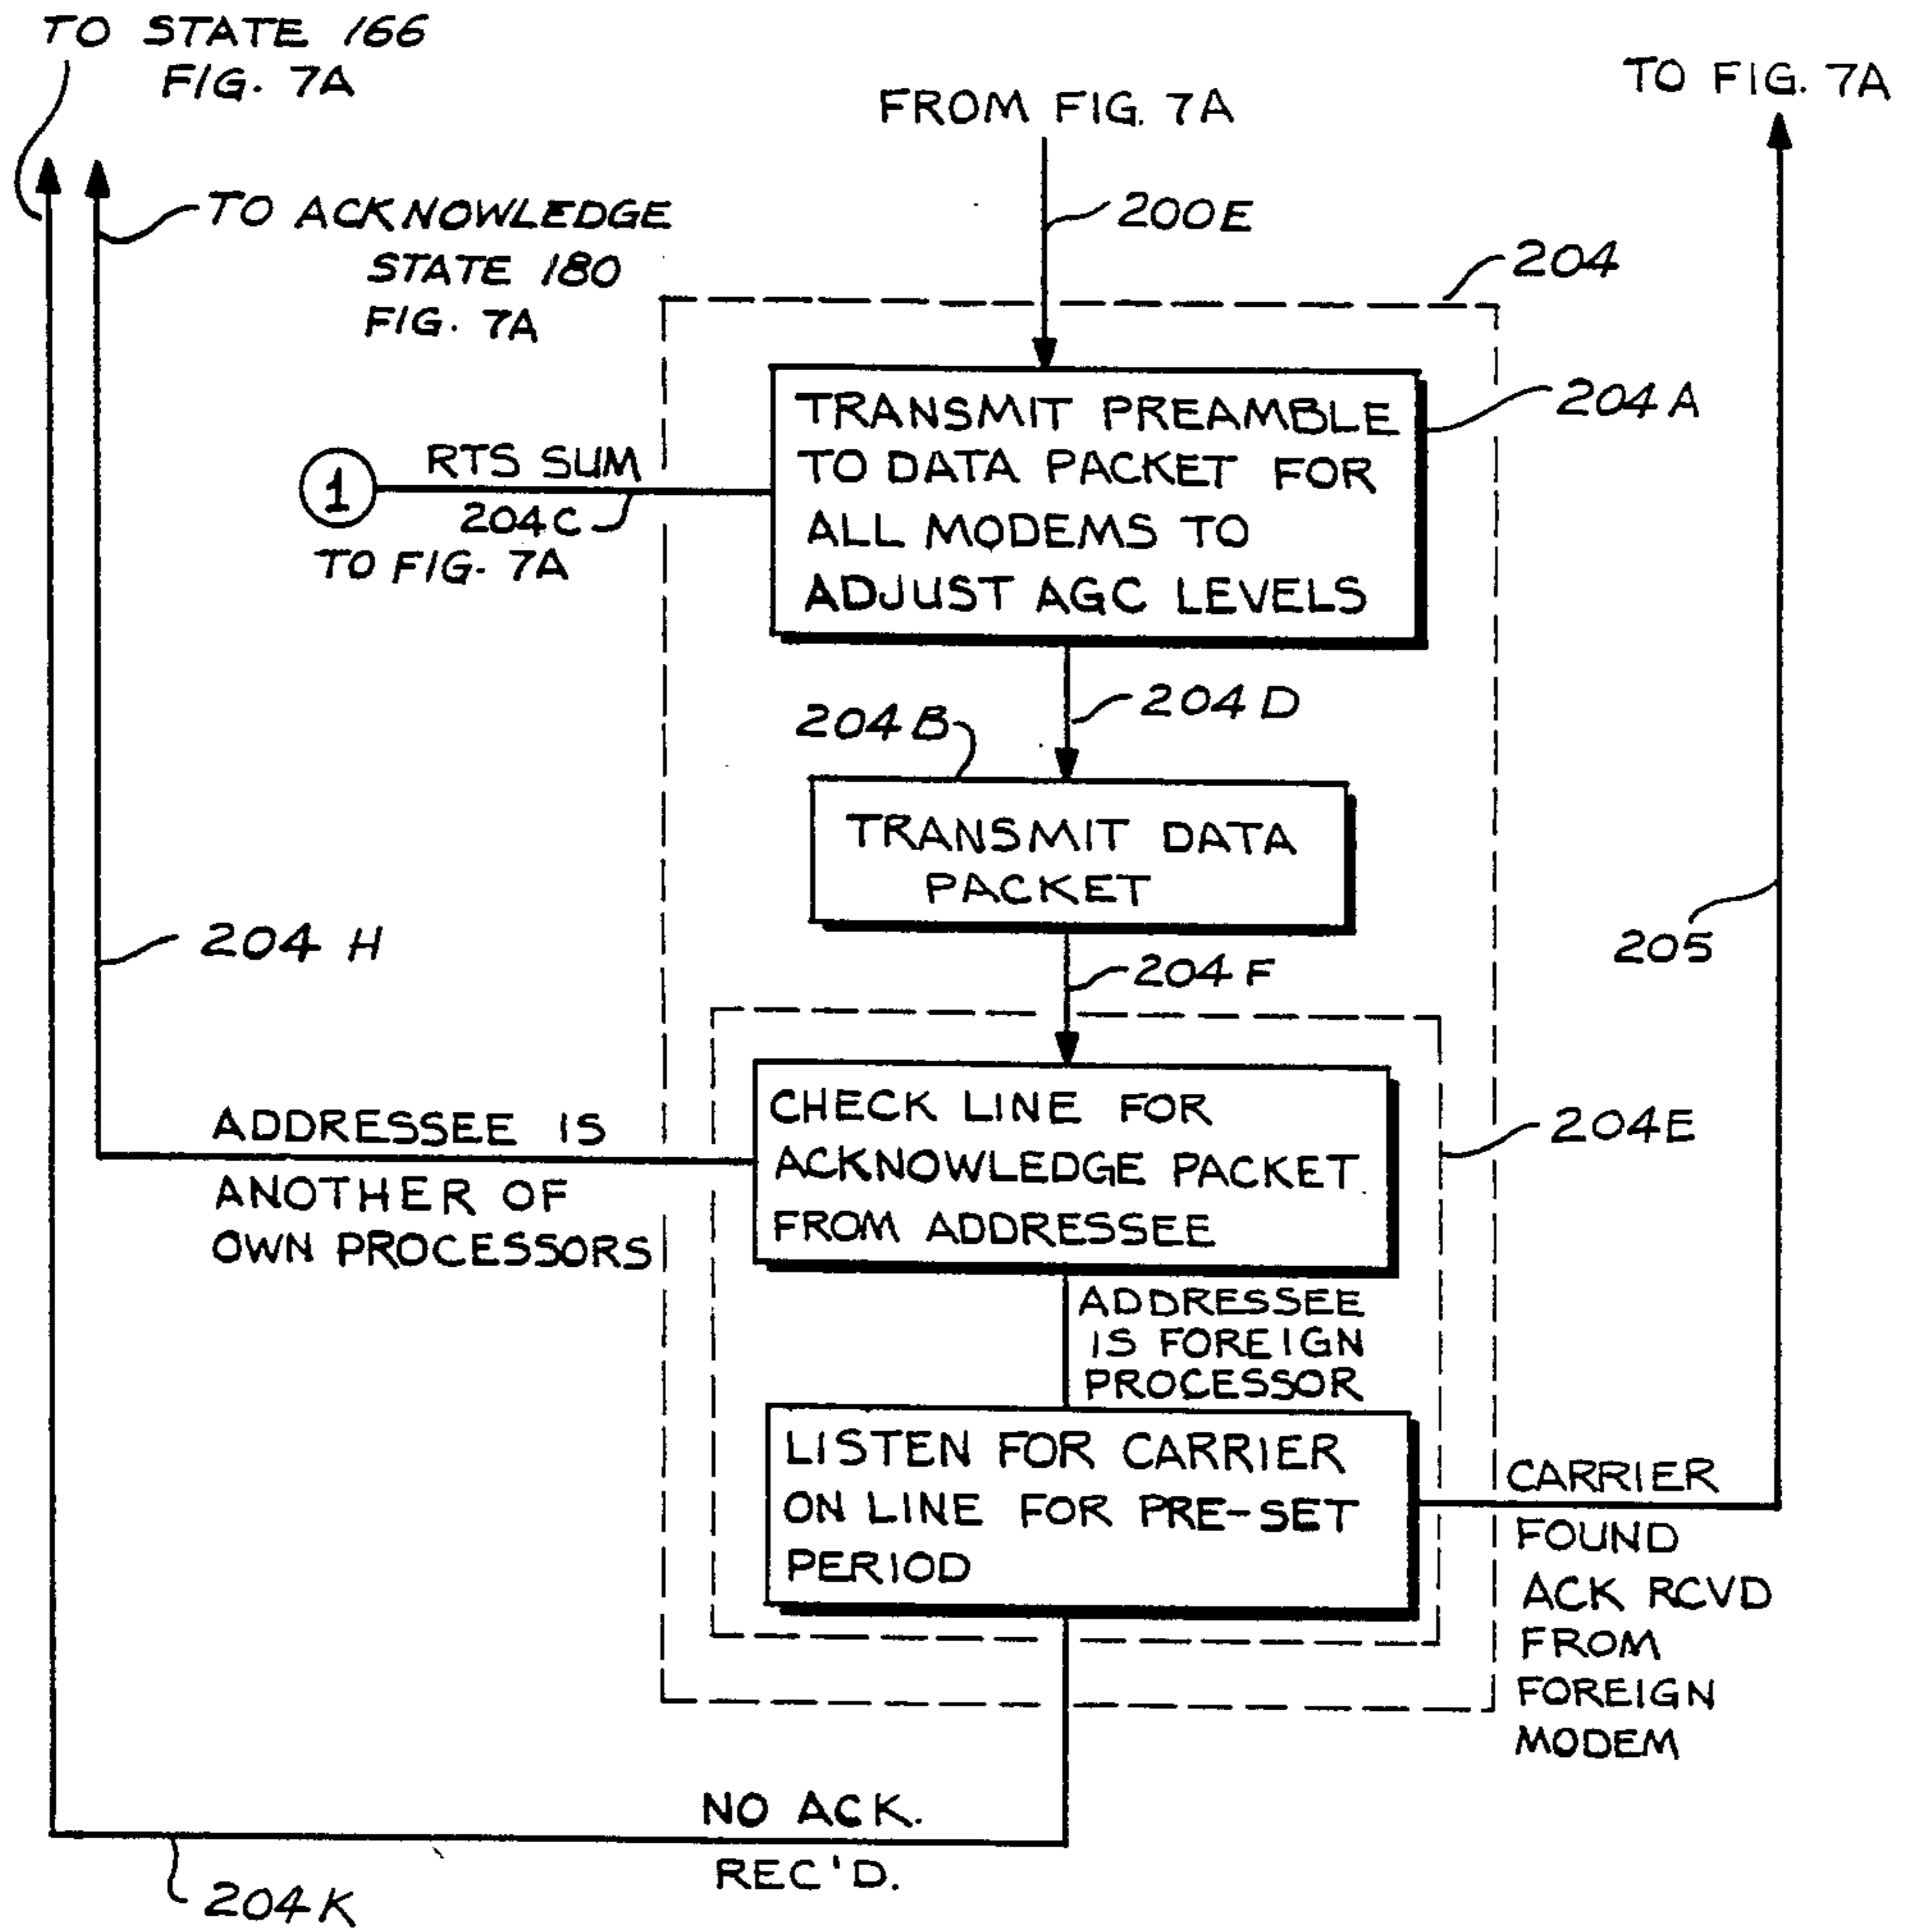 TO STATE 166
FIG. 7A
TO FIG. 7A
FROM FIG. 7A
TO ACKNOWLEDGE
STATE 180
FIG. 7A
200E
204
204A
TRANSMIT PREAMBLE
TO DATA PACKET FOR
ALL MODEMS TO
ADJUST AGC LEVELS
1
RTS SUM
204C
TO FIG. 7A
204D
204B
TRANSMIT DATA
PACKET
204H
205
204F
CHECK LINE FOR
ACKNOWLEDGE PACKET
FROM ADDRESSEE
204E
ADDRESSEE IS
ANOTHER OF
OWN PROCESSORS
ADDRESSEE
IS FOREIGN
PROCESSOR
LISTEN FOR CARRIER
ON LINE FOR PRE-SET
PERIOD
CARRIER
FOUND
ACK RCVD
FROM
FOREIGN
MODEM
NO ACK.
REC'D.
204K